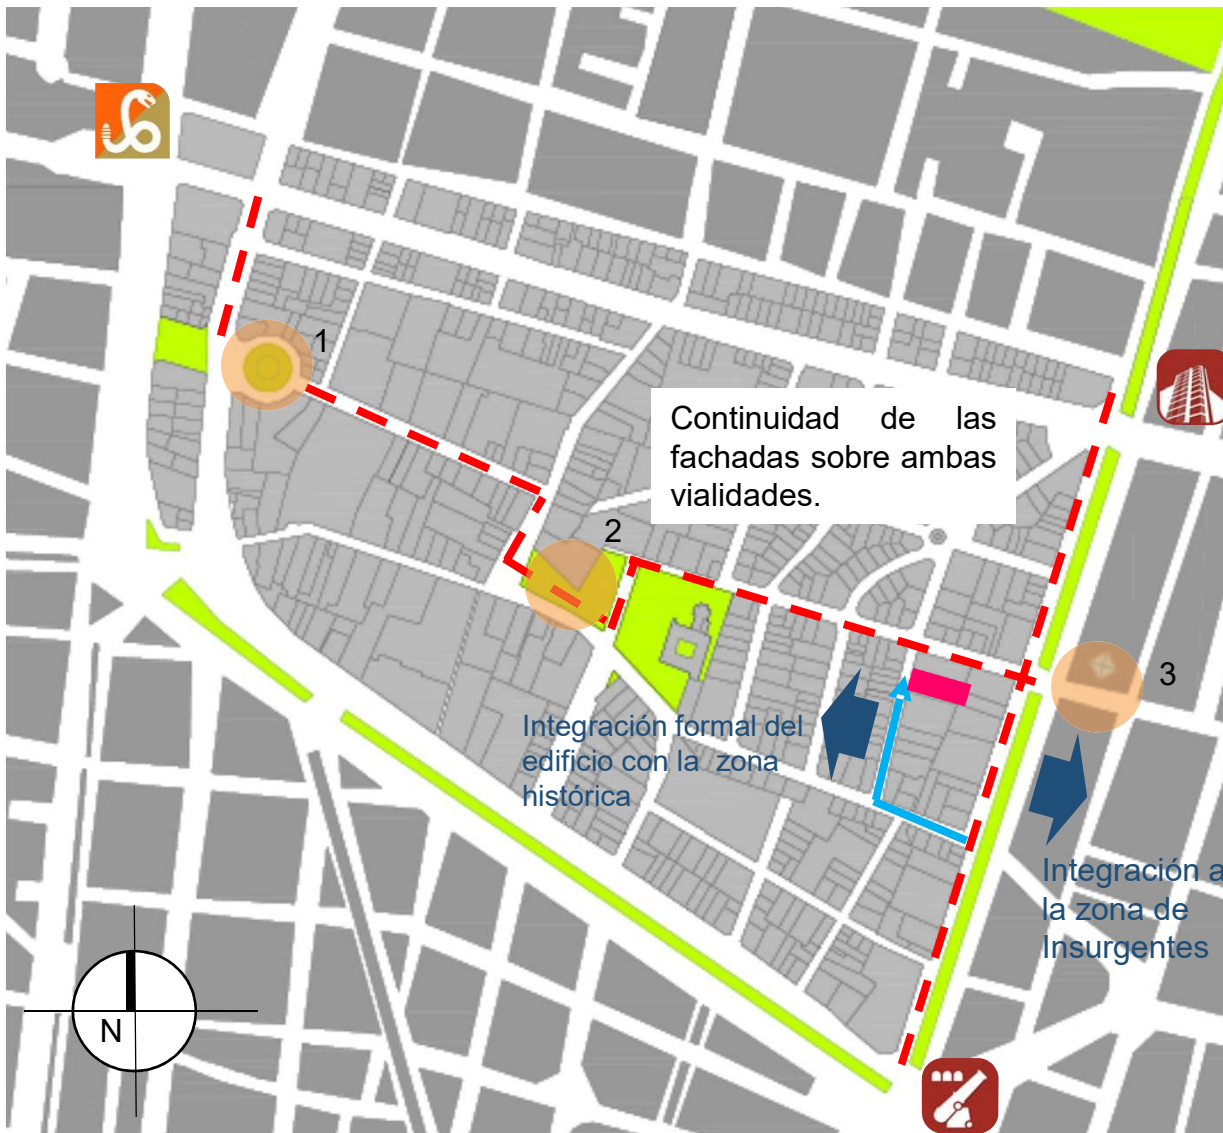 1
Continuidad de las
fachadas sobre ambas
vialidades.
2
3
Integración formal del
edificio con la zona
histórica
Integración a
la zona de
Insurgentes
N